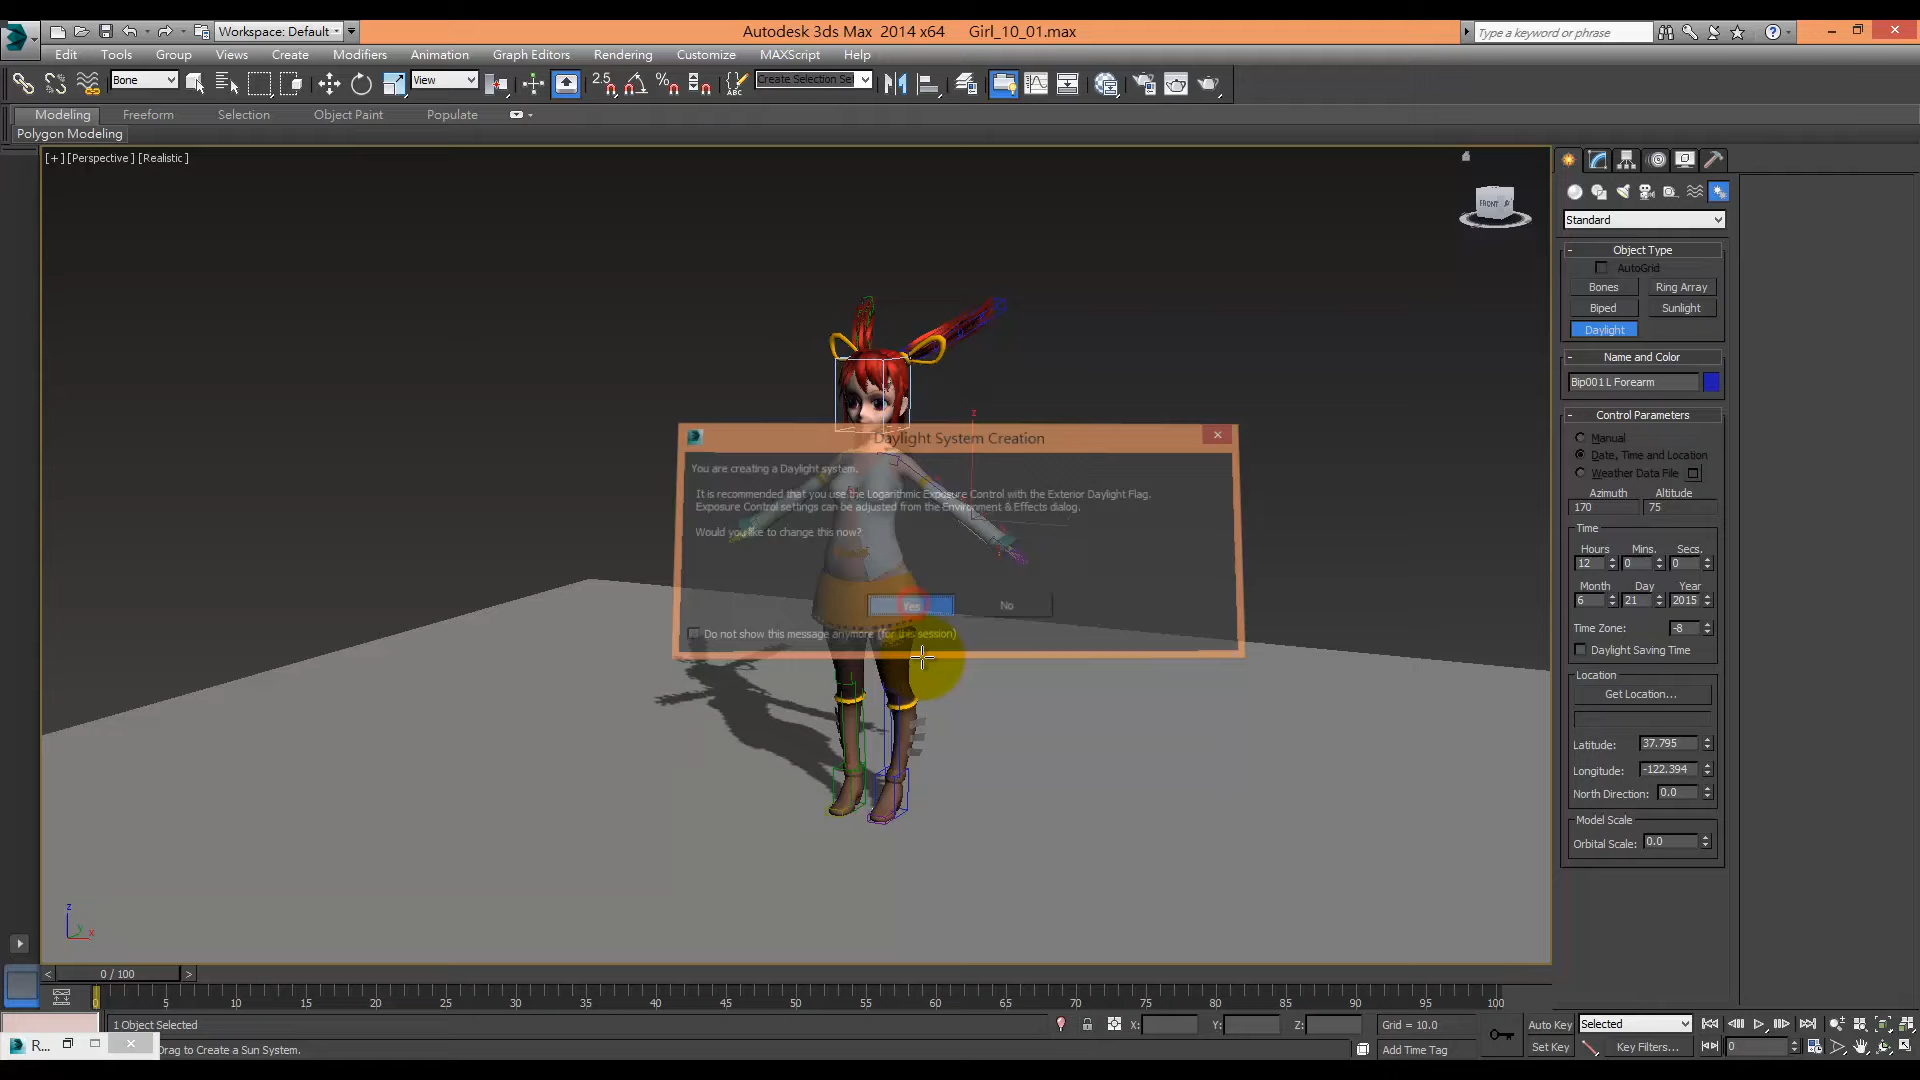 Workspace: Default
Autodesk 3ds Max 2014 x64 Girl_10_01.max
Type a keyword or phrase
Edit Tools Group Views Create Modifiers Animation Graph Editors Rendering Customize MAXScript Help
Bone View 2.5 Create Selection Sel
Modeling Freeform Selection Object Paint Populate
Polygon Modeling
[+] [Perspective ] [Realistic ]
FRONT
Standard
Object Type
AutoGrid
Bones Ring Array
Biped Sunlight
Daylight
Name and Color
Bip001 L Forearm
Control Parameters
Manual
Date, Time and Location
Weather Data File
Azimuth Altitude
170 75
Time
Hours Mins. Secs.
12 0 0
Month Day Year
6 21 2015
Time Zone: -8
Daylight Saving Time
Location
Get Location...
Latitude: 37.795
Longitude: -122.394
North Direction: 0.0
Model Scale
Orbital Scale: 0.0
Daylight System Creation
You are creating a Daylight system.
It is recommended that you use the Logarithmic Exposure Control with the Exterior Daylight Flag.
Exposure Control settings can be adjusted from the Environment & Effects dialog.
Would you like to change this now?
Yes No
Do not show this message anymore (for this session)
z
z y x
< 0 / 100 >
0 5 10 15 20 25 30 35 40 45 50 55 60 65 70 75 80 85 90 95 100
1 Object Selected X: Y: Z: Grid = 10.0 Auto Key Selected
R... Drag to Create a Sun System. Add Time Tag Set Key Key Filters... 0